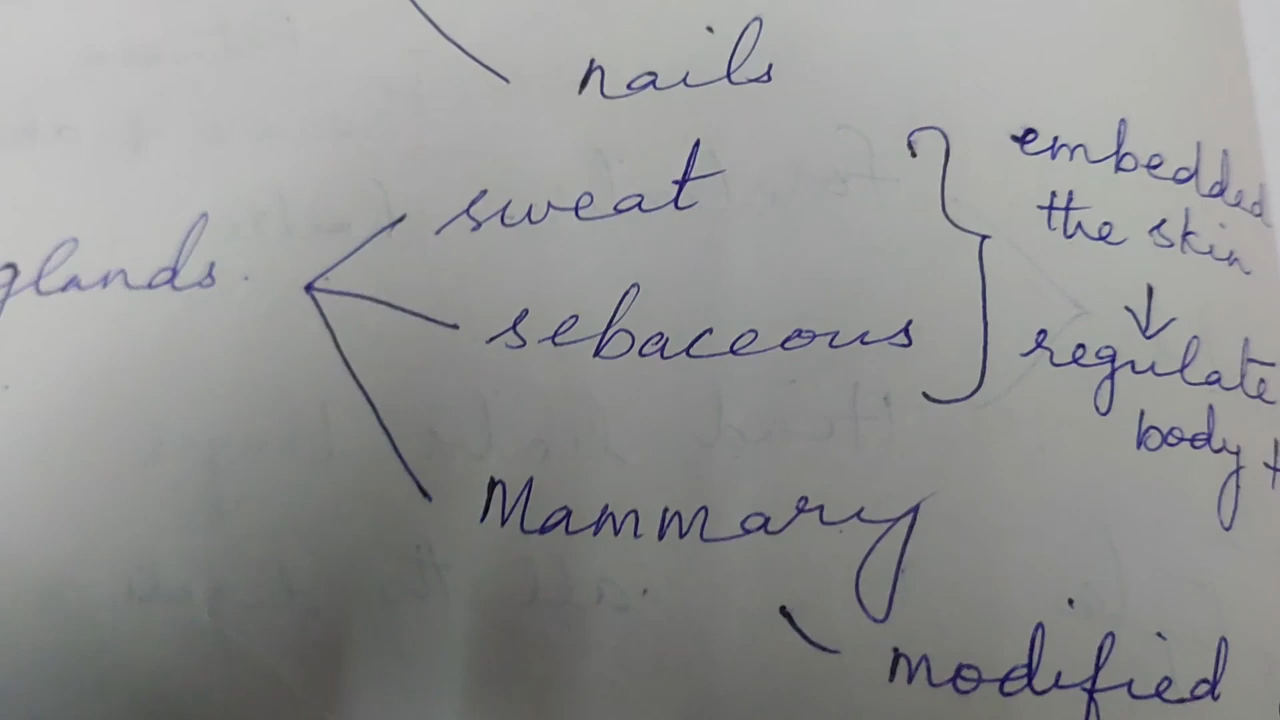 nails
sweat
glands.
sebaceous
embedded
the skin
regulate
body
Mammary
modified